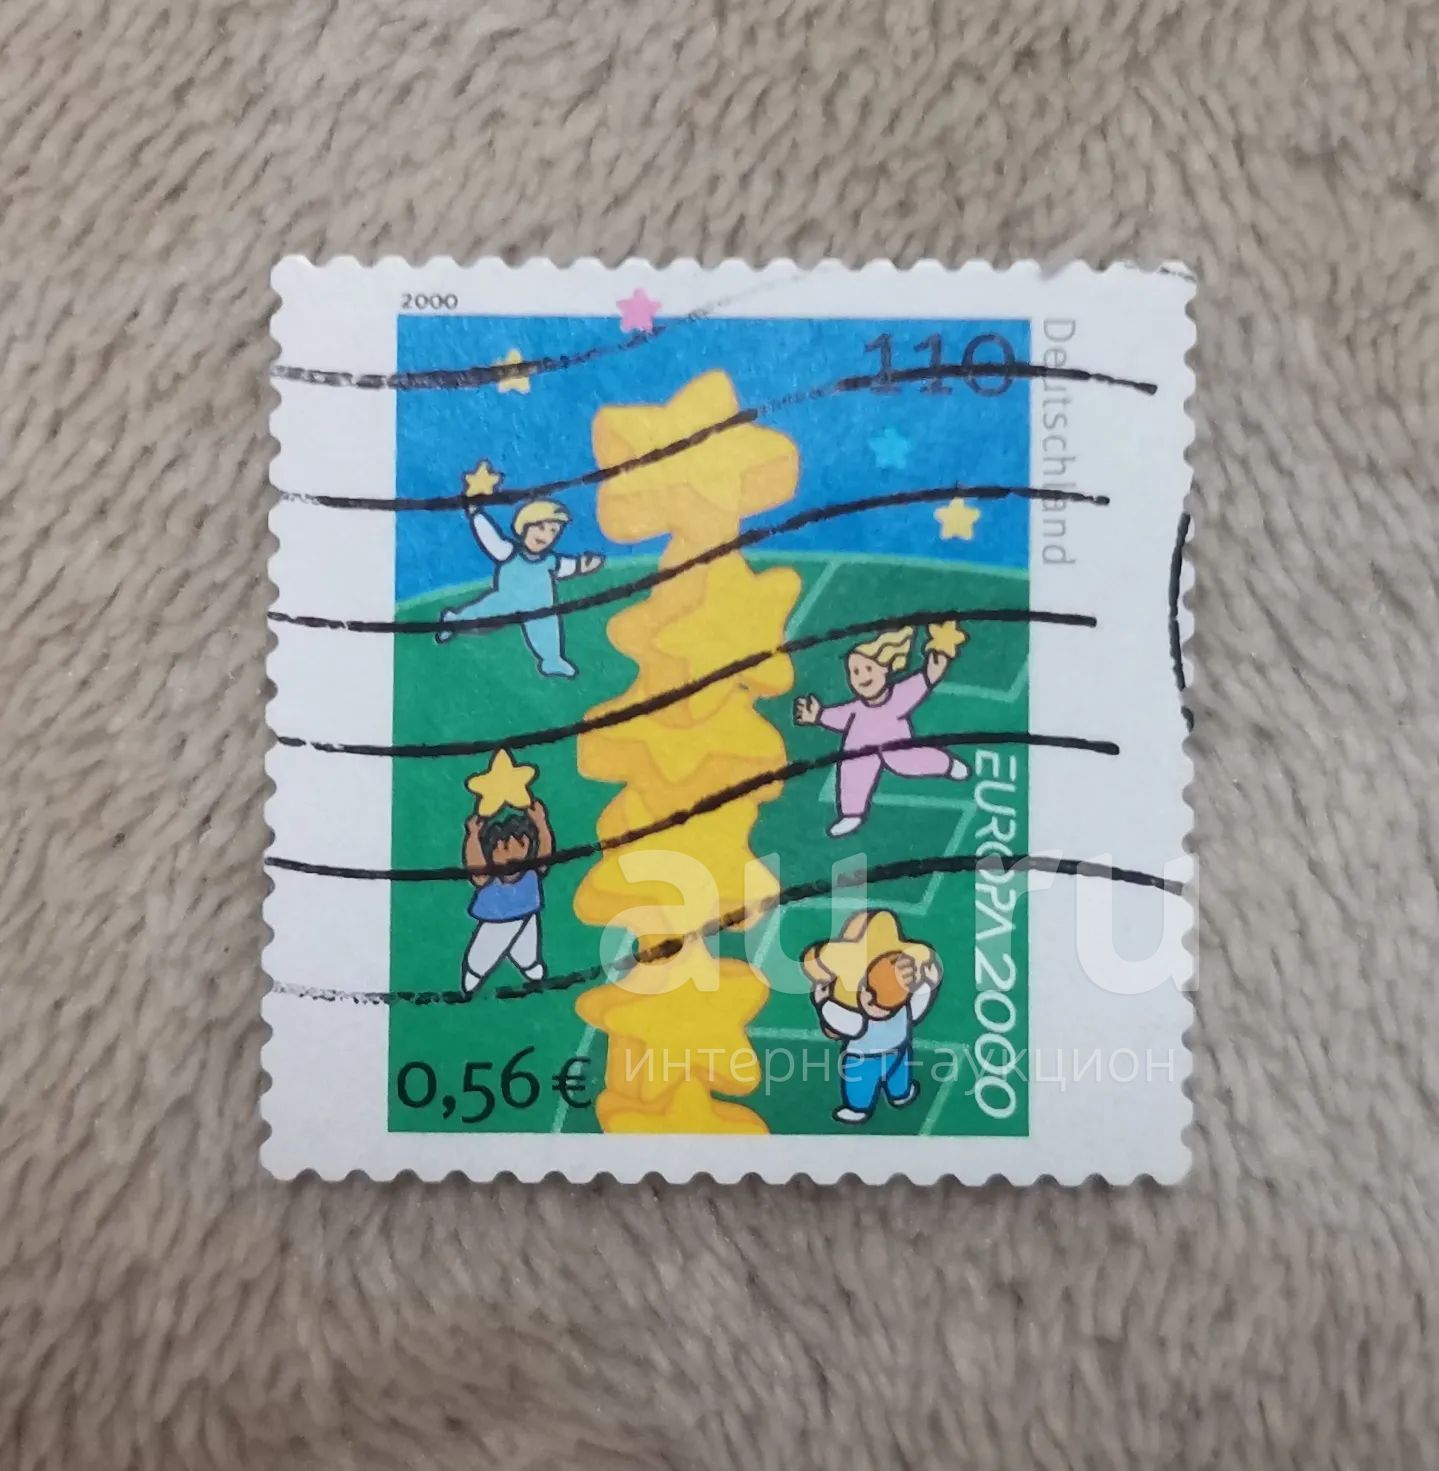 2000
110
Deutschland
EUROPA 2000
0,56€
au.ru
интернет-аукцион